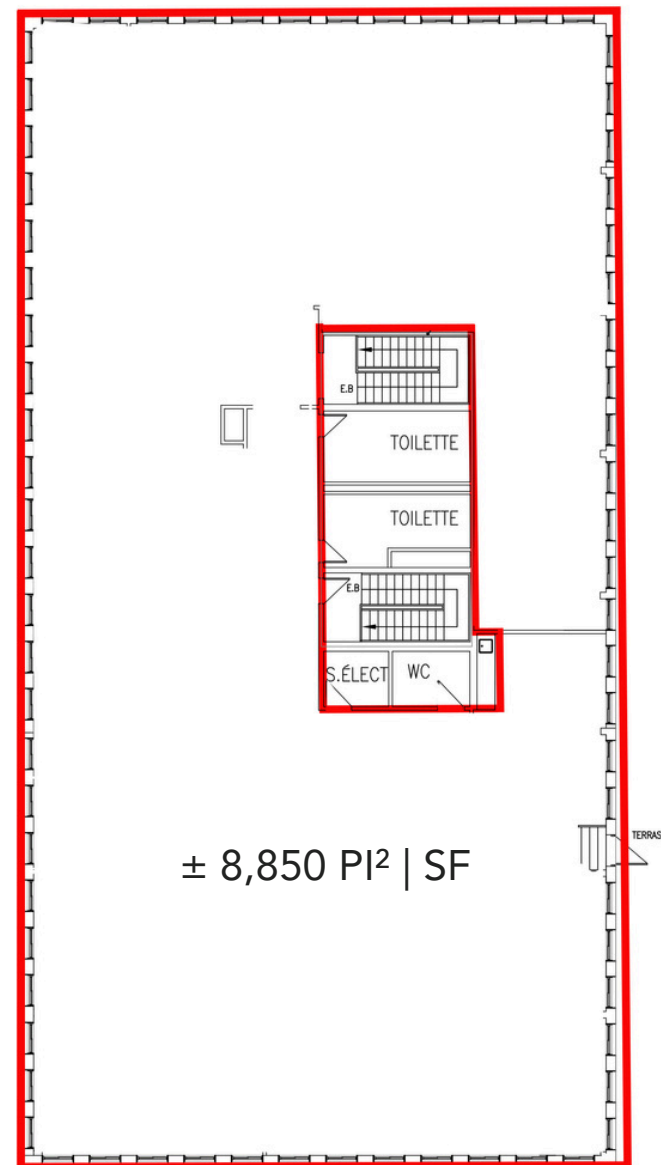 E.B
TOILETTE
TOILETTE
E.B
S.ÉLECT
WC
TERRAS
± 8,850 PI² | SF